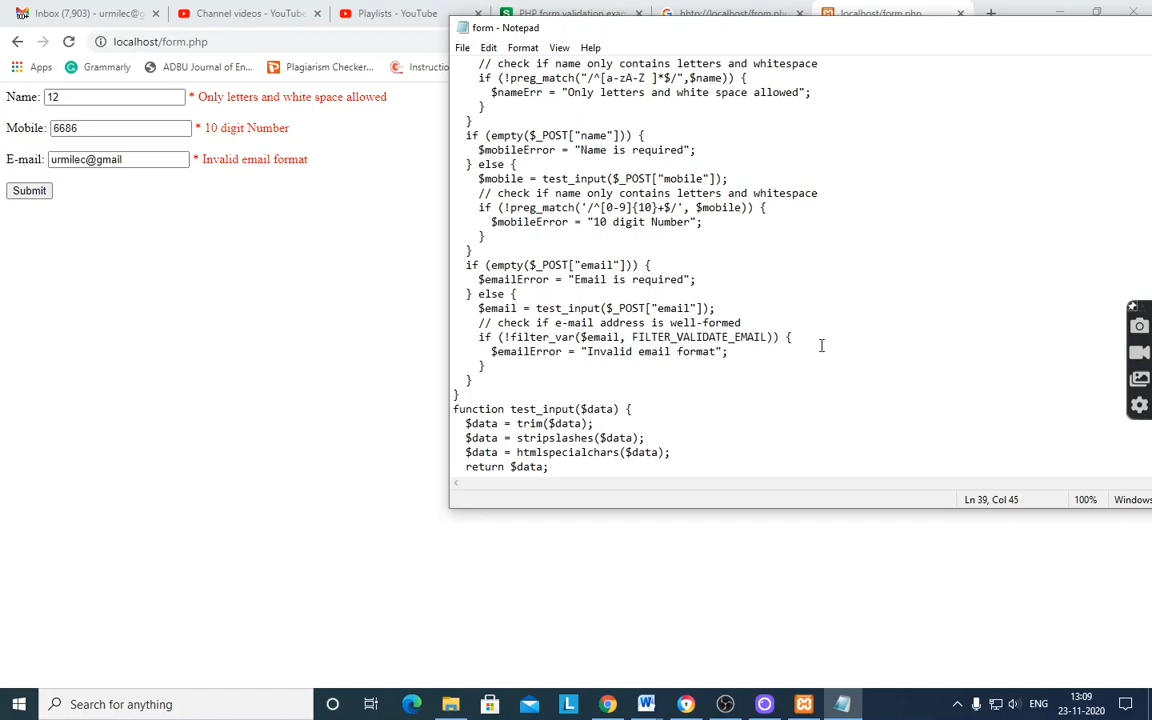 Inbox (7,903) - urmilec@g
Channel videos - YouTube
Playlists - YouTube
PHP form validation exam
hhttp://localhost/from.ph
localhost/form.php
localhost/form.php
Apps
Grammarly
ADBU Journal of En...
Plagiarism Checker...
Instructio
Name: 12 * Only letters and white space allowed
Mobile: 6686 * 10 digit Number
E-mail: urmilec@gmail * Invalid email format
Submit
form - Notepad
File Edit Format View Help
// check if name only contains letters and whitespace
if (!preg_match("/^[a-zA-Z ]*$/",$name)) {
$nameErr = "Only letters and white space allowed";
}
}
if (empty($_POST["name"])) {
$mobileError = "Name is required";
} else {
$mobile = test_input($_POST["mobile"]);
// check if name only contains letters and whitespace
if (!preg_match('/^[0-9]{10}+$/', $mobile)) {
$mobileError = "10 digit Number";
}
}
if (empty($_POST["email"])) {
$emailError = "Email is required";
} else {
$email = test_input($_POST["email"]);
// check if e-mail address is well-formed
if (!filter_var($email, FILTER_VALIDATE_EMAIL)) {
$emailError = "Invalid email format";
}
}
}
function test_input($data) {
$data = trim($data);
$data = stripslashes($data);
$data = htmlspecialchars($data);
return $data;
Ln 39, Col 45
100%
Windows
Search for anything
ENG
13:09
23-11-2020